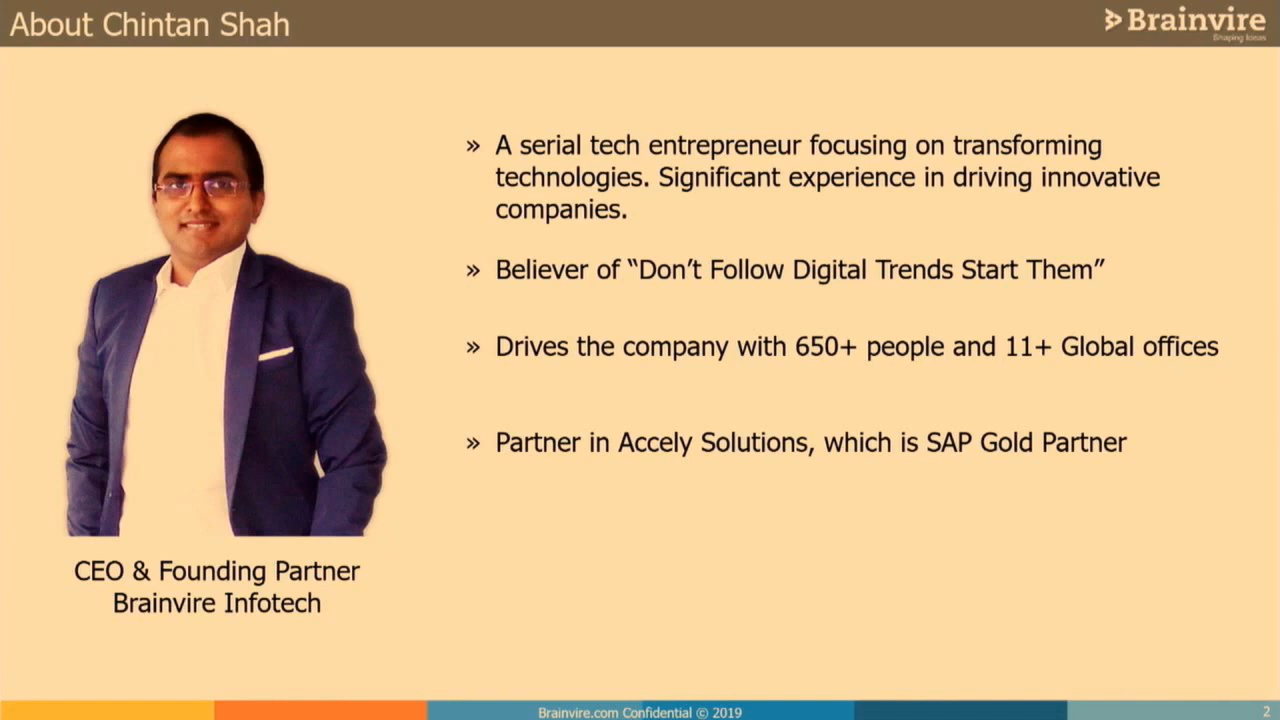 About Chintan Shah
Brainvire
Shaping Ideas
» A serial tech entrepreneur focusing on transforming
technologies. Significant experience in driving innovative
companies.
» Believer of “Don’t Follow Digital Trends Start Them”
» Drives the company with 650+ people and 11+ Global offices
» Partner in Accely Solutions, which is SAP Gold Partner
CEO & Founding Partner
Brainvire Infotech
Brainvire.com Confidential © 2019
2